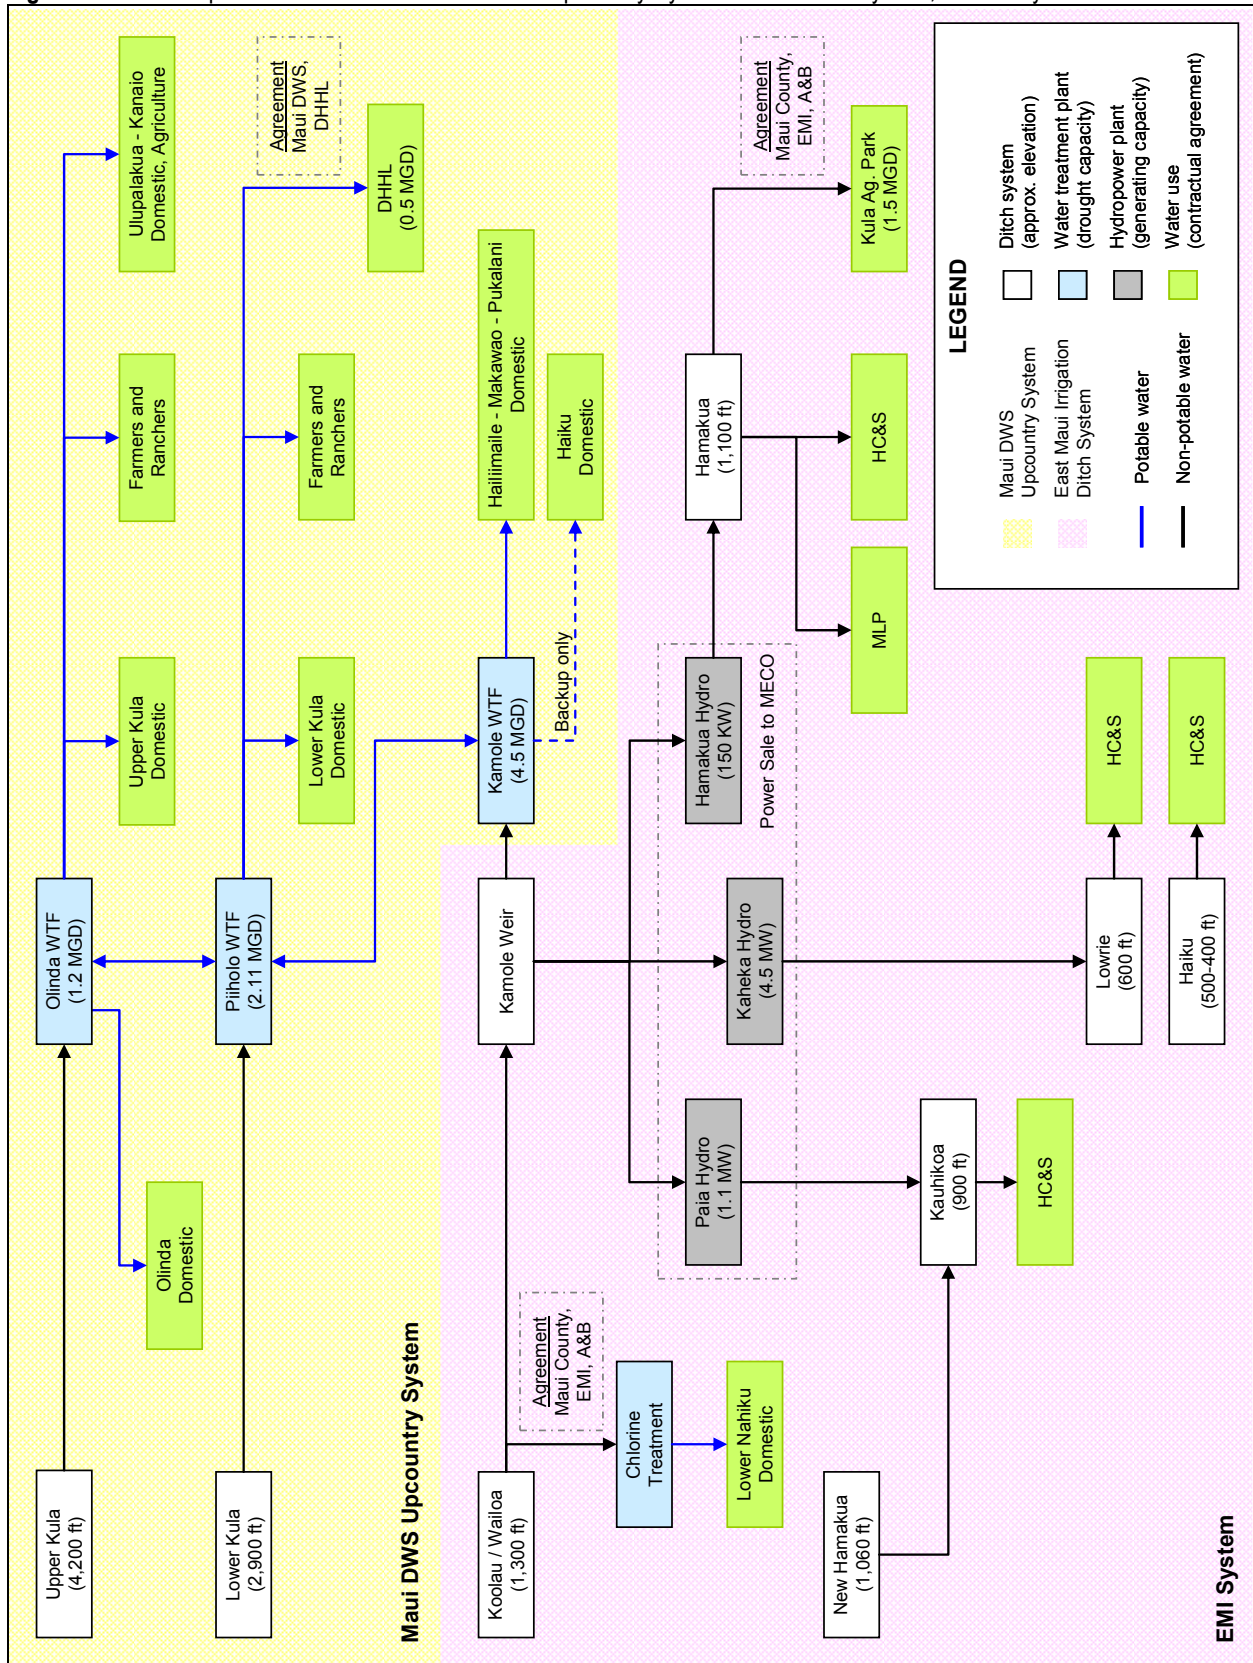 Upper Kula
(4,200 ft)
Olinda WTF
(1.2 MGD)
Olinda
Domestic
Upper Kula
Domestic
Farmers and
Ranchers
Ulupalakua - Kanaio
Domestic, Agriculture
Lower Kula
(2,900 ft)
Piiholo WTF
(2.11 MGD)
Lower Kula
Domestic
Farmers and
Ranchers
Agreement
Maui DWS,
DHHL
DHHL
(0.5 MGD)
Maui DWS Upcountry System
Koolau / Wailoa
(1,300 ft)
Agreement
Maui County,
EMI, A&B
Kamole Weir
Kamole WTF
(4.5 MGD)
Backup only
Hailiimaile - Makawao - Pukalani
Domestic
Haiku
Domestic
Chlorine
Treatment
Lower Nahiku
Domestic
Paia Hydro
(1.1 MW)
Kaheka Hydro
(4.5 MW)
Hamakua Hydro
(150 KW)
Power Sale to MECO
Hamakua
(1,100 ft)
Agreement
Maui County,
EMI, A&B
MLP
HC&S
Kula Ag. Park
(1.5 MGD)
New Hamakua
(1,060 ft)
Kauhikoa
(900 ft)
HC&S
Lowrie
(600 ft)
HC&S
Haiku
(500-400 ft)
HC&S
EMI System
LEGEND
Maui DWS
Upcountry System
East Maui Irrigation
Ditch System
Potable water
Non-potable water
Ditch system
(approx. elevation)
Water treatment plant
(drought capacity)
Hydropower plant
(generating capacity)
Water use
(contractual agreement)